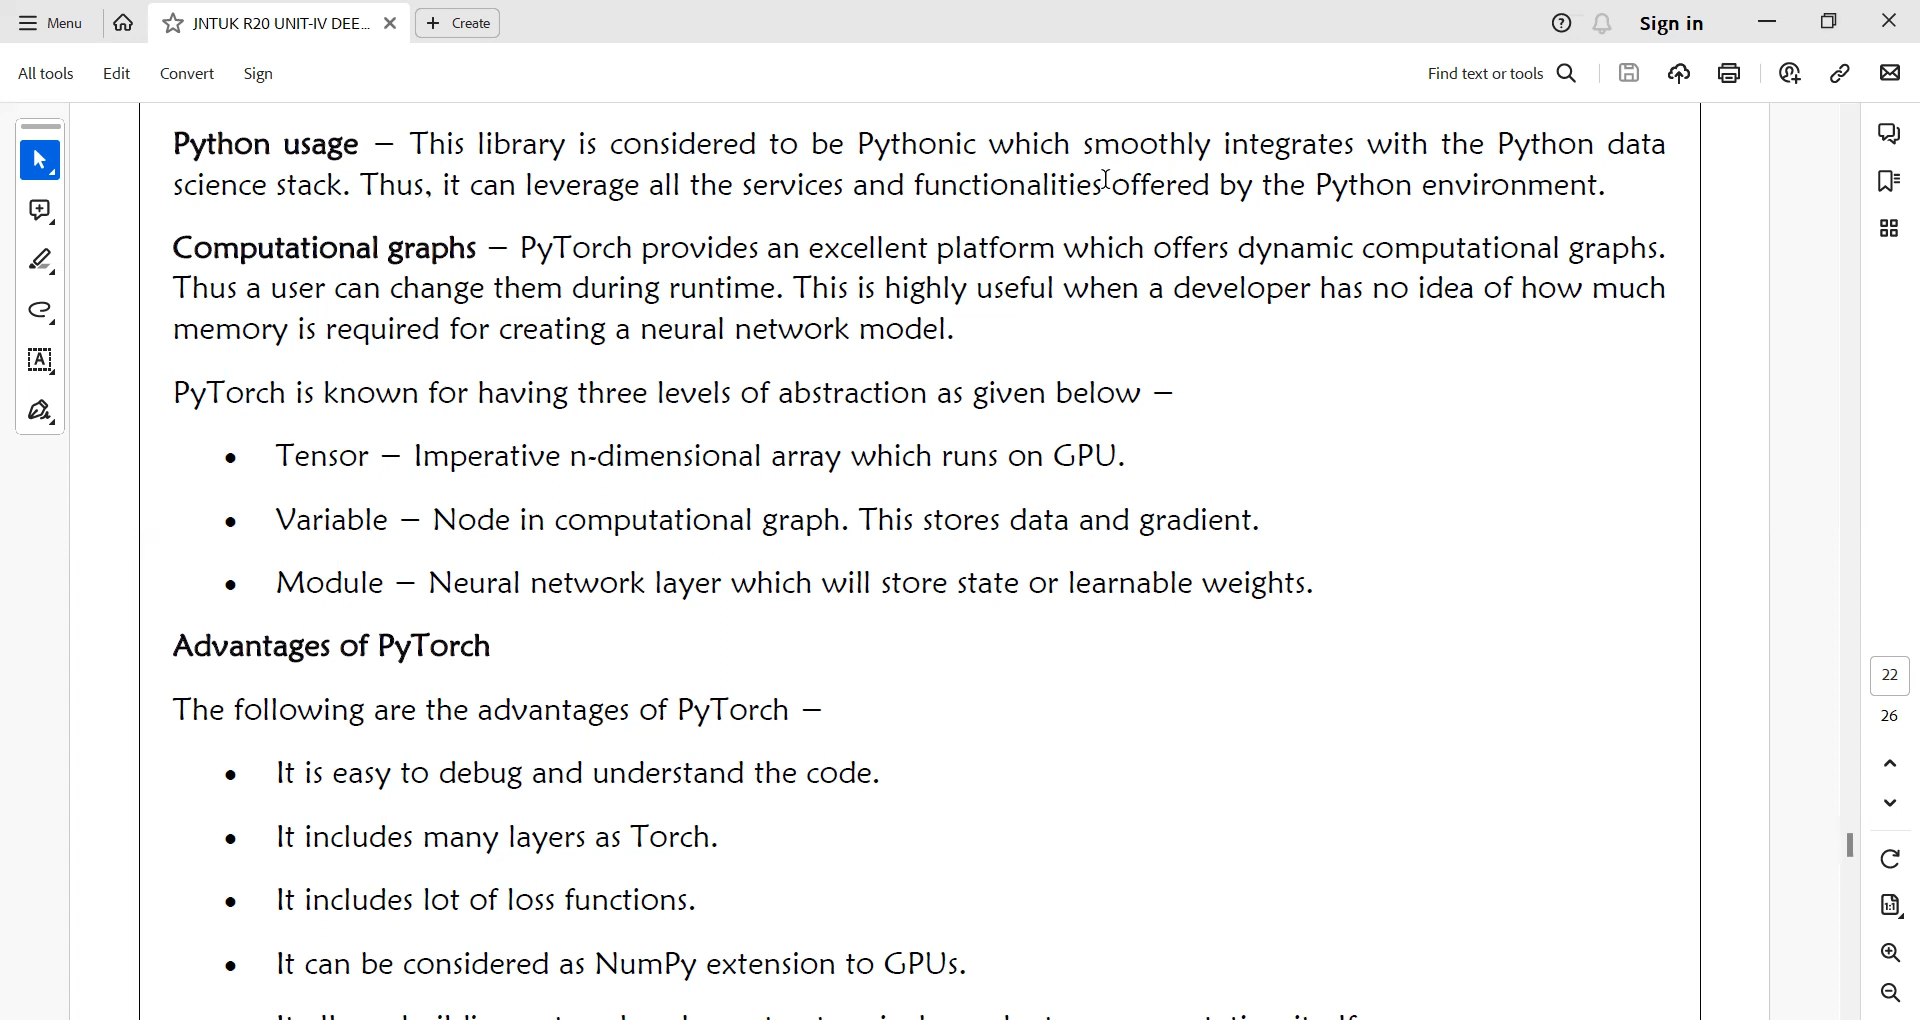 Menu
JNTUK R20 UNIT-IV DEE...
Create
Sign in
All tools
Edit
Convert
Sign
Find text or tools
Python usage – This library is considered to be Pythonic which smoothly integrates with the Python data
science stack. Thus, it can leverage all the services and functionalities offered by the Python environment.
Computational graphs – PyTorch provides an excellent platform which offers dynamic computational graphs.
Thus a user can change them during runtime. This is highly useful when a developer has no idea of how much
memory is required for creating a neural network model.
PyTorch is known for having three levels of abstraction as given below –
• Tensor – Imperative n-dimensional array which runs on GPU.
• Variable – Node in computational graph. This stores data and gradient.
• Module – Neural network layer which will store state or learnable weights.
Advantages of PyTorch
The following are the advantages of PyTorch –
• It is easy to debug and understand the code.
• It includes many layers as Torch.
• It includes lot of loss functions.
• It can be considered as NumPy extension to GPUs.
22
26